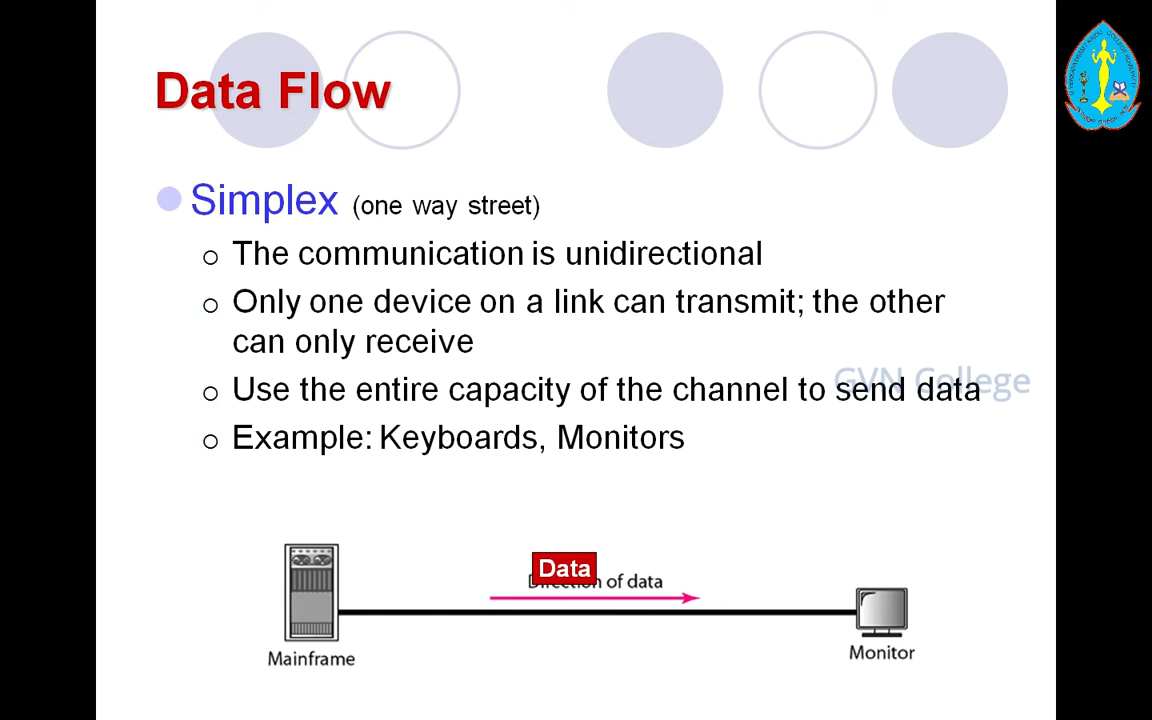 Data Flow
Simplex (one way street)
The communication is unidirectional
Only one device on a link can transmit; the other
can only receive
GVN College
Use the entire capacity of the channel to send data
Example: Keyboards, Monitors
Data
Direction of data
Mainframe
Monitor